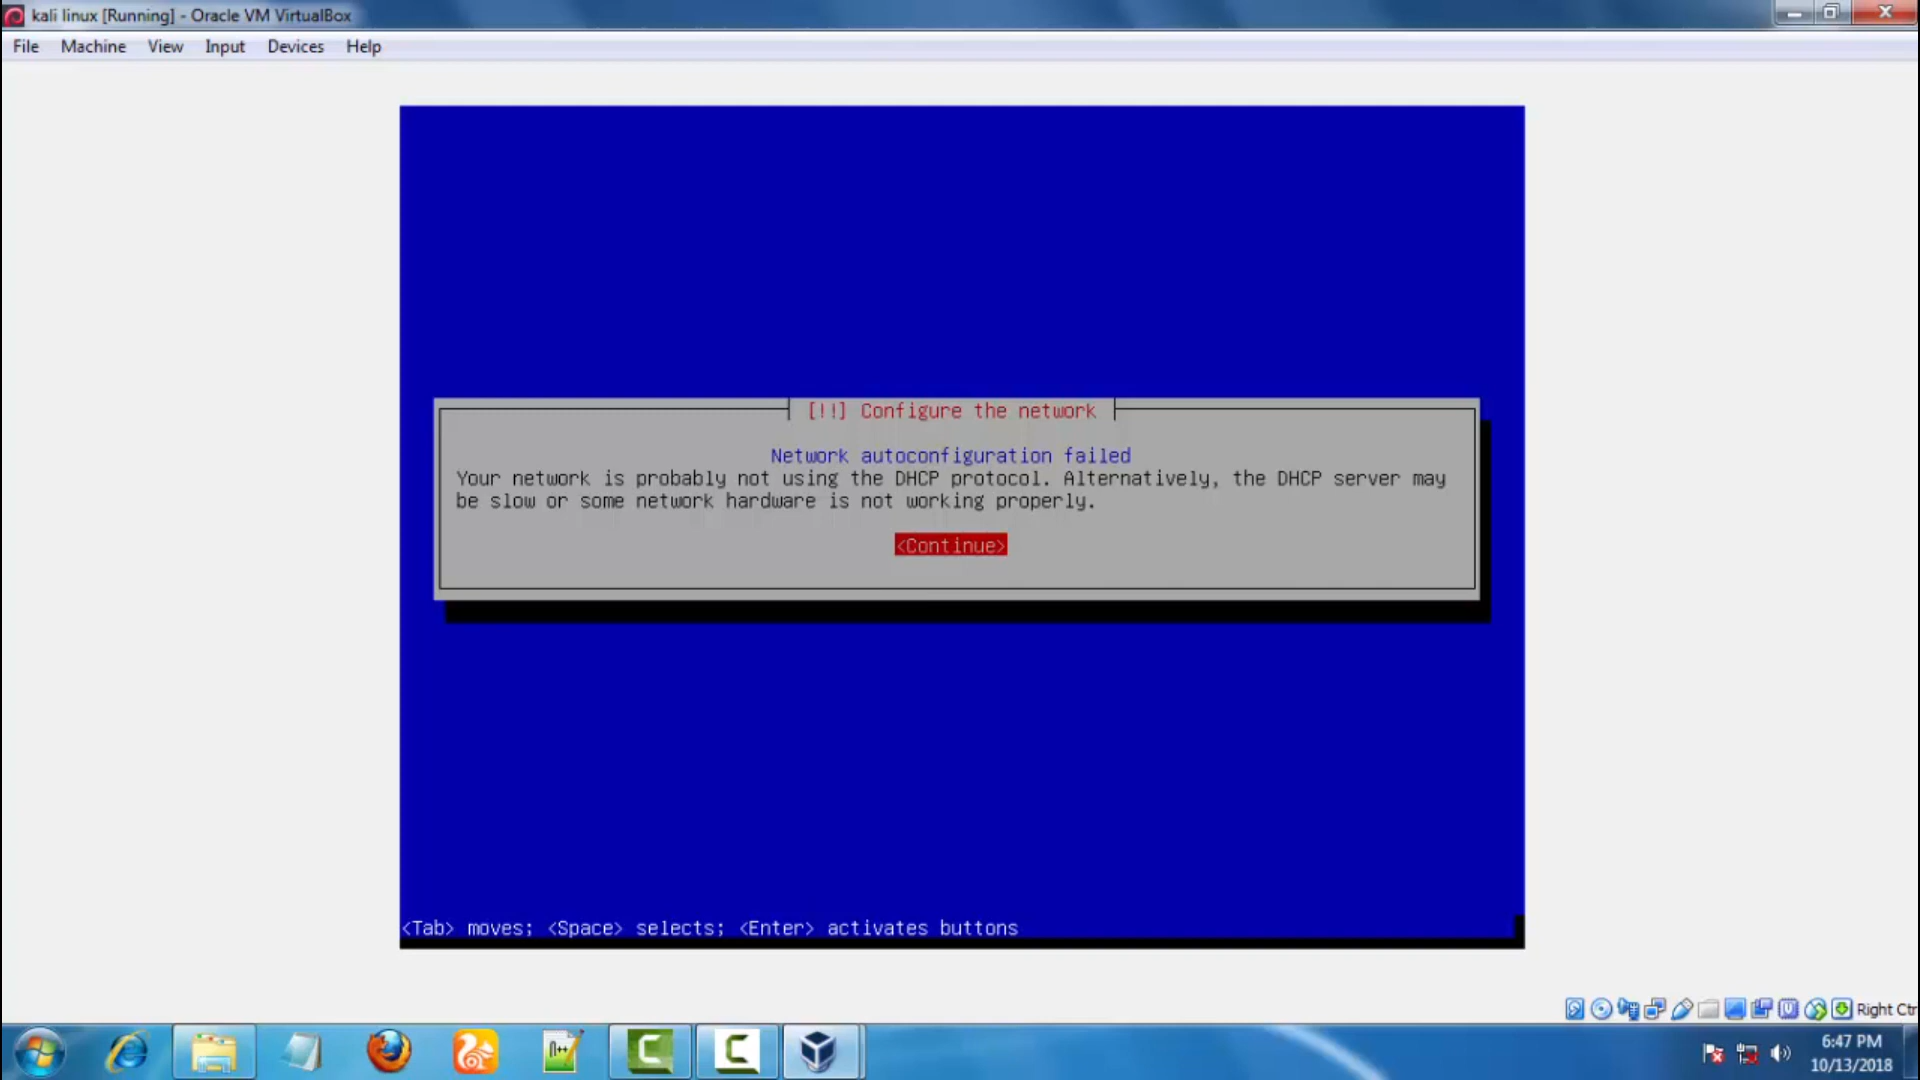 kali linux [Running] - Oracle VM VirtualBox
File Machine View Input Devices Help
[!!] Configure the network
Network autoconfiguration failed
Your network is probably not using the DHCP protocol. Alternatively, the DHCP server may
be slow or some network hardware is not working properly.
<Continue>
<Tab> moves; <Space> selects; <Enter> activates buttons
Right Ctr
6:47 PM
10/13/2018